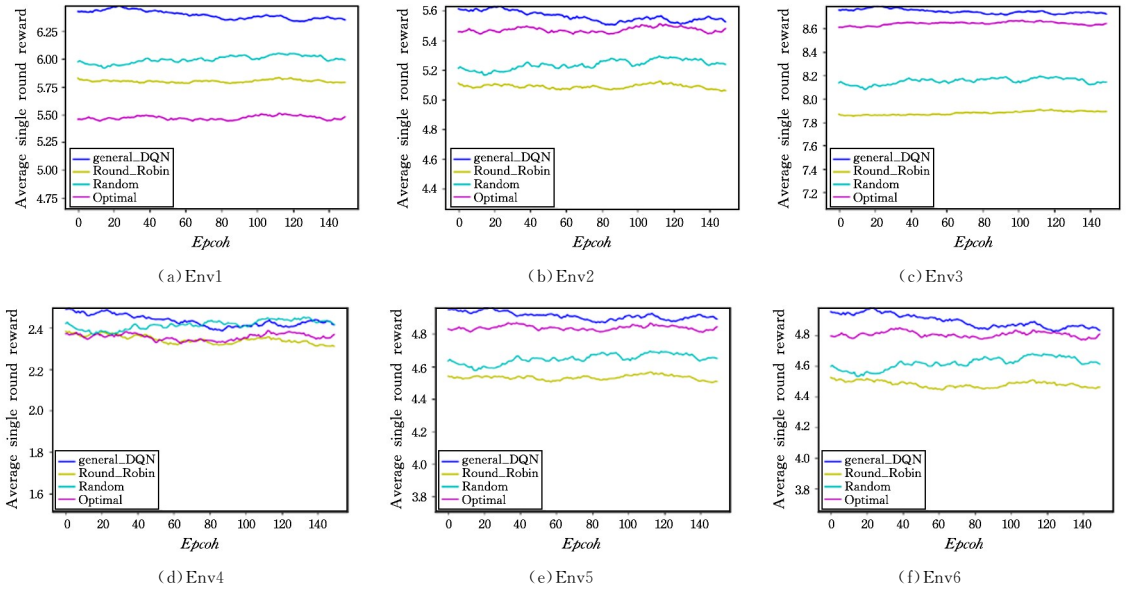 Average single round reward
6.25
6.00
5.75
5.50
5.25
5.00
4.75
general_DQN
Round_Robin
Random
Optimal
0 20 40 60 80 100 120 140
Epcoh
(a)Env1
Average single round reward
5.6
5.4
5.2
5.0
4.8
4.6
4.4
general_DQN
Round_Robin
Random
Optimal
0 20 40 60 80 100 120 140
Epcoh
(b)Env2
Average single round reward
8.6
8.4
8.2
8.0
7.8
7.6
7.4
7.2
general_DQN
Round_Robin
Random
Optimal
0 20 40 60 80 100 120 140
Epcoh
(c)Env3
Average single round reward
2.4
2.2
2.0
1.8
1.6
general_DQN
Round_Robin
Random
Optimal
0 20 40 60 80 100 120 140
Epcoh
(d)Env4
Average single round reward
4.8
4.6
4.4
4.2
4.0
3.8
general_DQN
Round_Robin
Random
Optimal
0 20 40 60 80 100 120 140
Epcoh
(e)Env5
Average single round reward
4.8
4.6
4.4
4.2
4.0
3.8
general_DQN
Round_Robin
Random
Optimal
0 20 40 60 80 100 120 140
Epcoh
(f)Env6